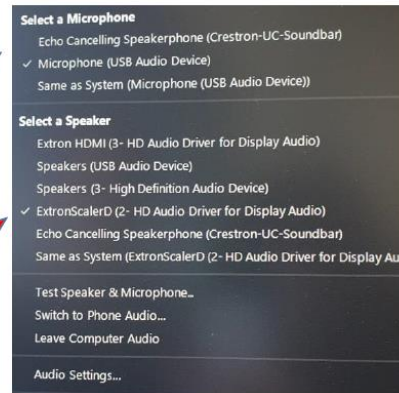 Select a Microphone
Echo Cancelling Speakerphone (Crestron-UC-Soundbar)
✓ Microphone (USB Audio Device)
Same as System (Microphone (USB Audio Device))
Select a Speaker
Extron HDMI (3- HD Audio Driver for Display Audio)
Speakers (USB Audio Device)
Speakers (3- High Definition Audio Device)
✓ ExtronScalerD (2- HD Audio Driver for Display Audio)
Echo Cancelling Speakerphone (Crestron-UC-Soundbar)
Same as System (ExtronScalerD (2- HD Audio Driver for Display Au
Test Speaker & Microphone...
Switch to Phone Audio...
Leave Computer Audio
Audio Settings...